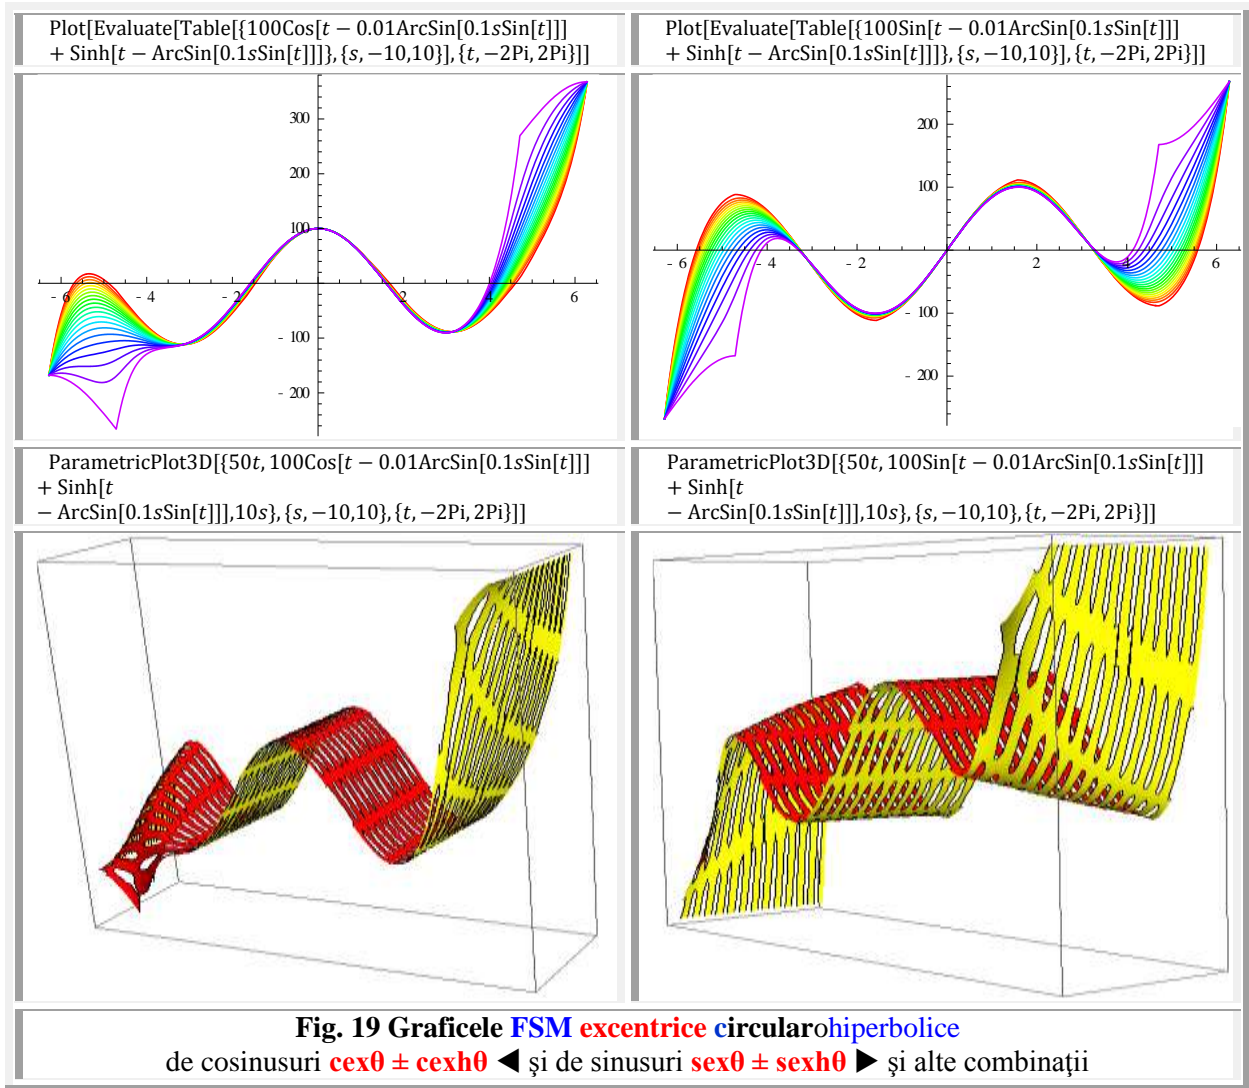 Plot[Evaluate[Table[{100Cos[t − 0.01ArcSin[0.1sSin[t]]]
+ Sinh[t − ArcSin[0.1sSin[t]]]},{s,−10,10}],{t,−2Pi,2Pi}]]
Plot[Evaluate[Table[{100Sin[t − 0.01ArcSin[0.1sSin[t]]]
+ Sinh[t − ArcSin[0.1sSin[t]]]},{s,−10,10}],{t,−2Pi,2Pi}]]
300
200
100
- 6
- 4
2
2
4
6
- 100
- 200
200
100
- 6
- 4
2
6
- 100
- 200
ParametricPlot3D[{50t, 100Cos[t − 0.01ArcSin[0.1sSin[t]]]
+ Sinh[t
− ArcSin[0.1sSin[t]]],10s},{s,−10,10},{t,−2Pi,2Pi}]]
ParametricPlot3D[{50t, 100Sin[t − 0.01ArcSin[0.1sSin[t]]]
+ Sinh[t
− ArcSin[0.1sSin[t]]],10s},{s,−10,10},{t,−2Pi,2Pi}]]
Fig. 19 Graficele FSM excentrice circularohiperbolice
de cosinusuri cexθ ± cexhθ ◄ şi de sinusuri sexθ ± sexhθ ► şi alte combinaţii